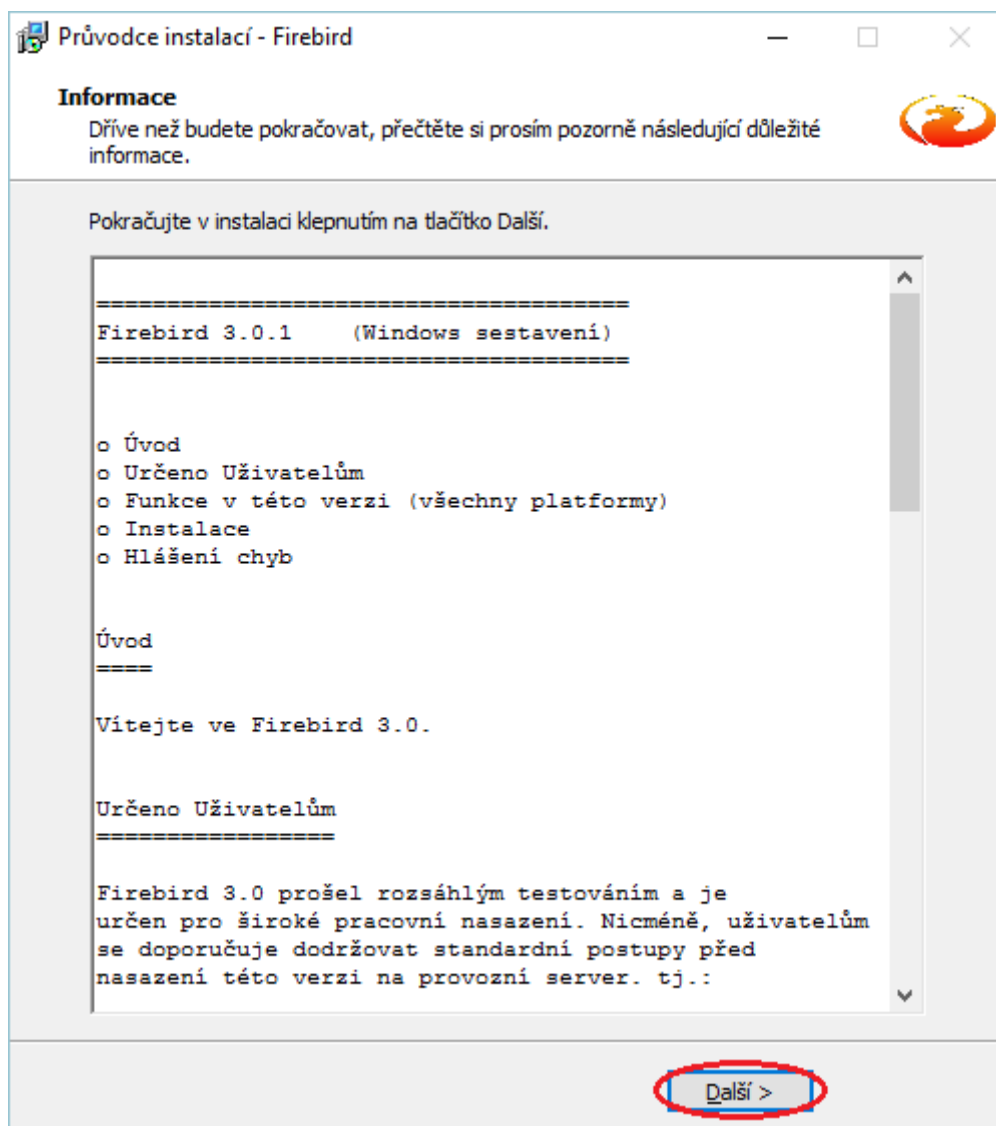 Průvodce instalací - Firebird
Informace
Dříve než budete pokračovat, přečtěte si prosím pozorně následující důležité
informace.
Pokračujte v instalaci klepnutím na tlačítko Další.
======================================
Firebird 3.0.1    (Windows sestavení)
======================================
o Úvod
o Určeno Uživatelům
o Funkce v této verzi (všechny platformy)
o Instalace
o Hlášení chyb
Úvod
====
Vítejte ve Firebird 3.0.
Určeno Uživatelům
=================
Firebird 3.0 prošel rozsáhlým testováním a je
určen pro široké pracovní nasazení. Nicméně, uživatelům
se doporučuje dodržovat standardní postupy před
nasazení této verzi na provozní server. tj.:
Další >